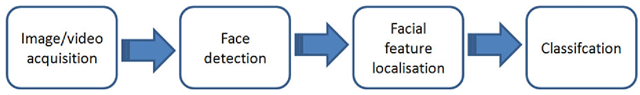 Image/video
acquisition
Face
detection
Facial
feature
localisation
Classifcation